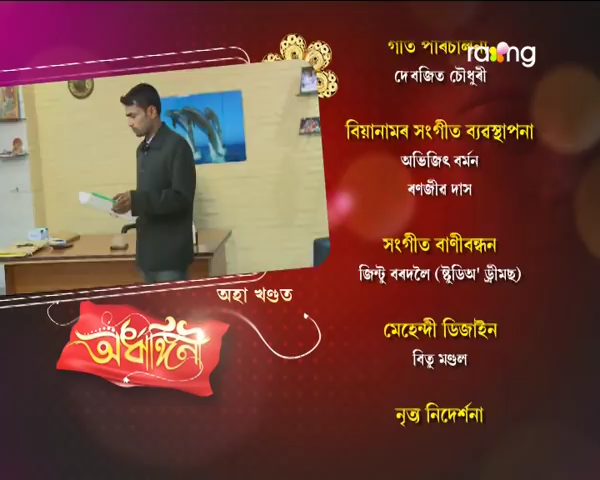 rang
গীত পৰিচালনা
দেৱজিত চৌধুৰী
বিয়ানামৰ সংগীত ব্যৱস্থাপনা
অভিজিৎ বৰ্মন
ৰণজীৱ দাস
সংগীত বাণীবন্ধন
জিন্টু বৰদলৈ (ষ্টুডিঅ' ড্ৰীমছ)
মেহেন্দী ডিজাইন
বিতু মণ্ডল
নৃত্য নিৰ্দেশনা
অহা খণ্ডত
অৰ্ধাঙ্গিনী